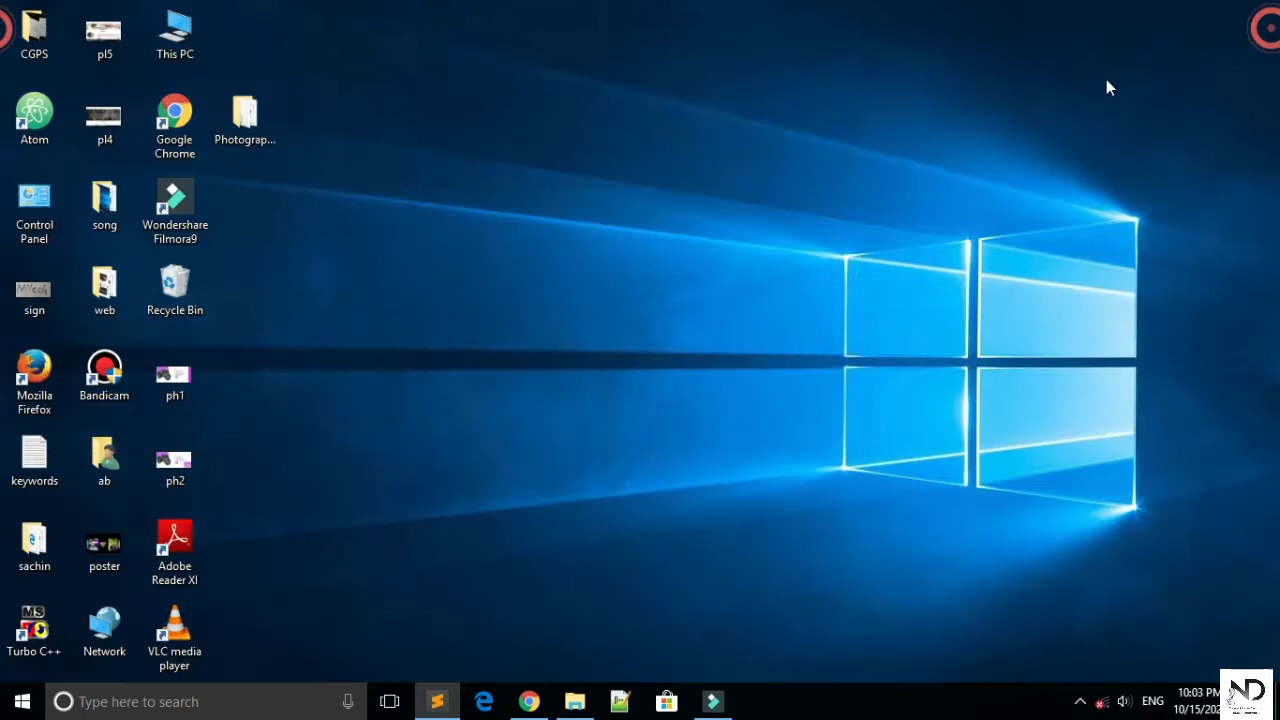 CGPS
pl5
This PC
Atom
pl4
Google
Chrome
Photograp...
Control
Panel
song
Wondershare
Filmora9
sign
web
Recycle Bin
Mozilla
Firefox
Bandicam
ph1
keywords
ab
ph2
sachin
poster
Adobe
Reader XI
MS
Turbo C++
Network
VLC media
player
Type here to search
ENG
10:03 PM
ND